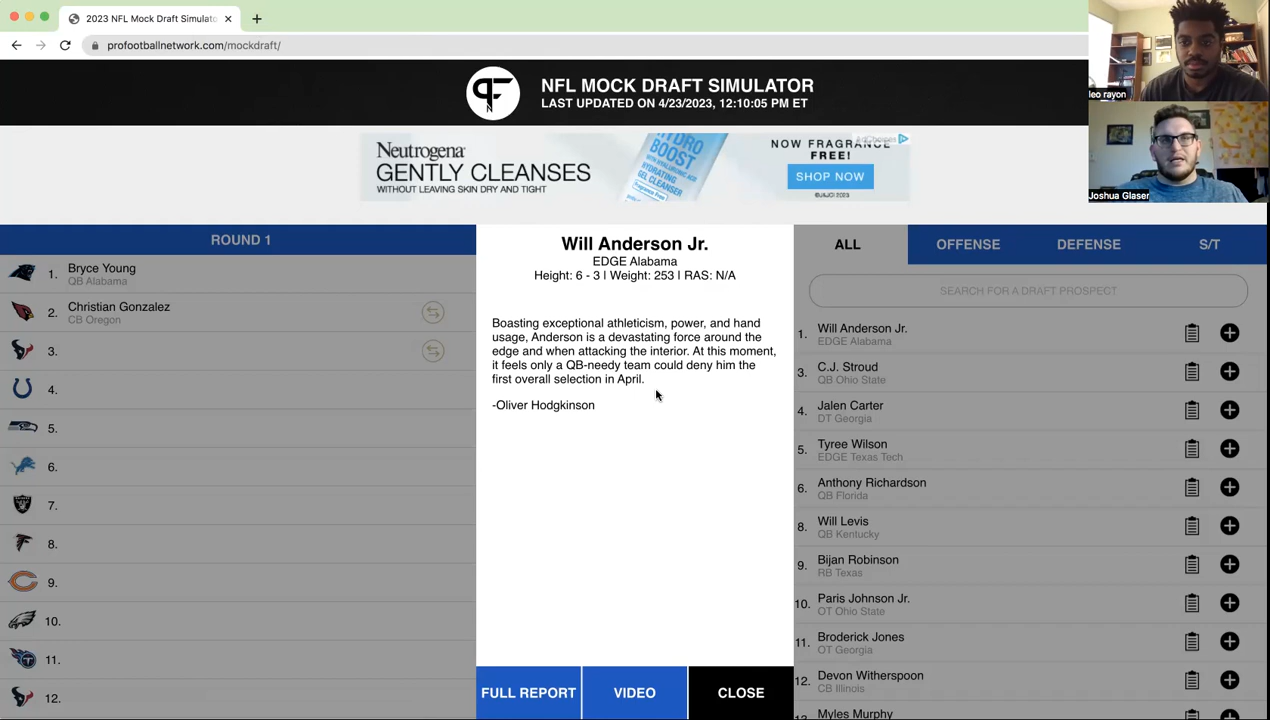 2023 NFL Mock Draft Simulato
profootballnetwork.com/mockdraft/
leo rayon
Joshua Glaser
PF
N
NFL MOCK DRAFT SIMULATOR
LAST UPDATED ON 4/23/2023, 12:10:05 PM ET
Neutrogena
GENTLY CLEANSES
WITHOUT LEAVING SKIN DRY AND TIGHT
HYDRO
BOOST
NOW FRAGRANCE
FREE!
AdChoices
SHOP NOW
©J&JCI 2023
ROUND 1
1. Bryce Young
QB Alabama
2. Christian Gonzalez
CB Oregon
3.
4.
5.
6.
7.
8.
9.
10.
11.
12.
Will Anderson Jr.
EDGE Alabama
Height: 6 - 3 | Weight: 253 | RAS: N/A
Boasting exceptional athleticism, power, and hand
usage, Anderson is a devastating force around the
edge and when attacking the interior. At this moment,
it feels only a QB-needy team could deny him the
first overall selection in April.
-Oliver Hodgkinson
FULL REPORT
VIDEO
CLOSE
ALL
OFFENSE
DEFENSE
S/T
SEARCH FOR A DRAFT PROSPECT
1. Will Anderson Jr.
EDGE Alabama
3. C.J. Stroud
QB Ohio State
4. Jalen Carter
DT Georgia
5. Tyree Wilson
EDGE Texas Tech
6. Anthony Richardson
QB Florida
8. Will Levis
QB Kentucky
9. Bijan Robinson
RB Texas
10. Paris Johnson Jr.
OT Ohio State
11. Broderick Jones
OT Georgia
12. Devon Witherspoon
CB Illinois
13. Myles Murphy